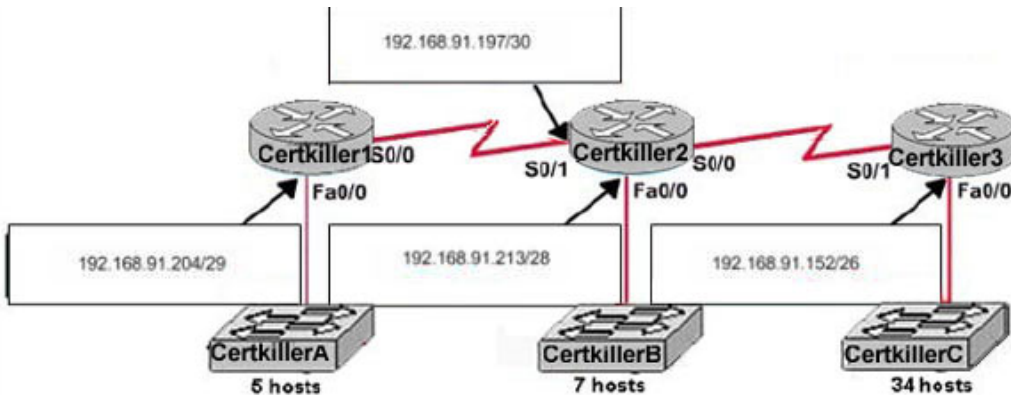 192.168.91.197/30
Certkiller1
S0/0
S0/1
Certkiller2
S0/0
S0/1
Certkiller3
Fa0/0
Fa0/0
Fa0/0
192.168.91.204/29
192.168.91.213/28
192.168.91.152/26
CertkillerA
CertkillerB
CertkillerC
5 hosts
7 hosts
34 hosts